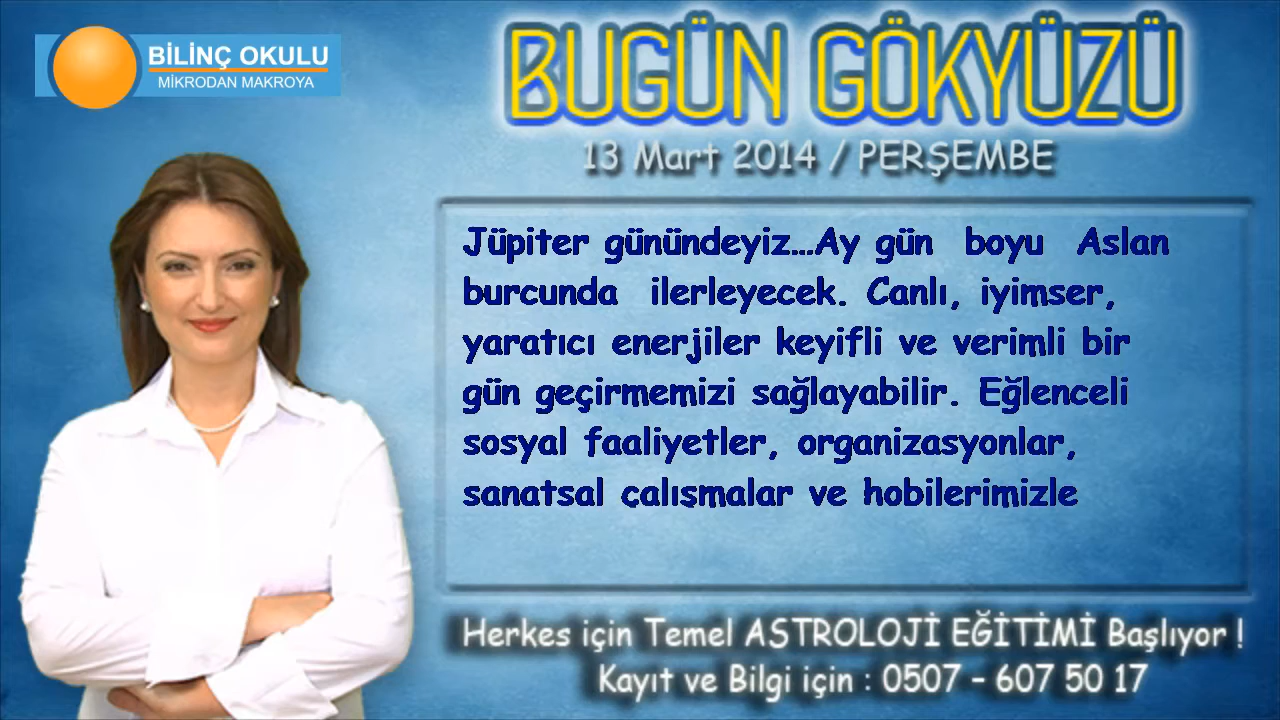 BİLİNÇ OKULU
MİKRODAN MAKROYA
BUGÜN GÖKYÜZÜ
13 Mart 2014 / PERŞEMBE
Jüpiter günündeyiz...Ay gün boyu Aslan
burcunda ilerleyecek. Canlı, iyimser,
yaratıcı enerjiler keyifli ve verimli bir
gün geçirmemizi sağlayabilir. Eğlenceli
sosyal faaliyetler, organizasyonlar,
sanatsal çalışmalar ve hobilerimizle
Herkes için Temel ASTROLOJİ EĞİTİMİ Başlıyor !
Kayıt ve Bilgi için : 0507 – 607 50 17